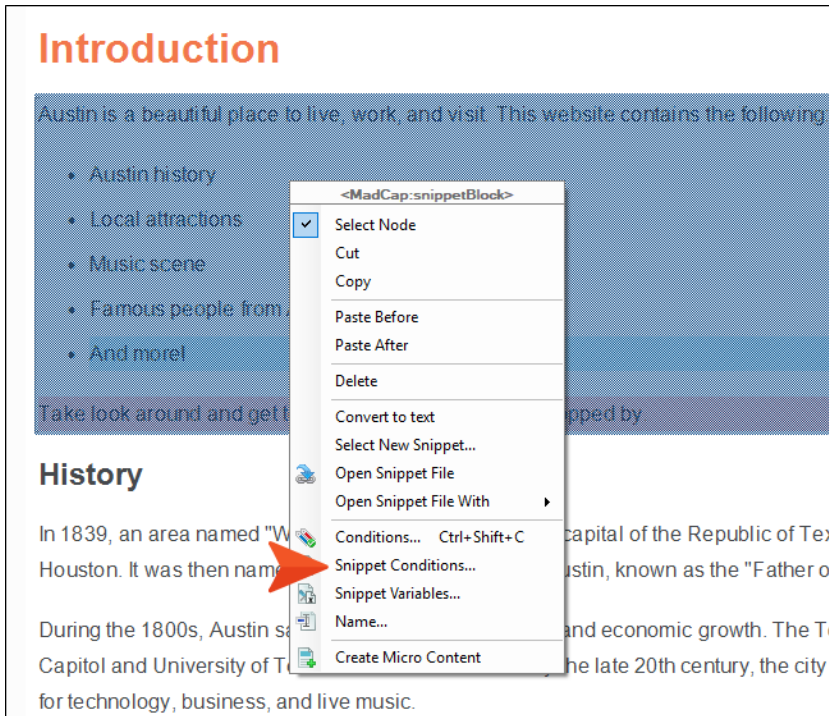 Introduction
Austin is a beautiful place to live, work, and visit. This website contains the following:
• Austin history
• Local attractions
• Music scene
• Famous people from
• And more!
Take look around and get pped by.
<MadCap:snippetBlock>
Select Node
Cut
Copy
Paste Before
Paste After
Delete
Convert to text
Select New Snippet...
Open Snippet File
Open Snippet File With
Conditions... Ctrl+Shift+C
Snippet Conditions...
Snippet Variables...
Name...
Create Micro Content
History
In 1839, an area named "W capital of the Republic of Tex
Houston. It was then name ustin, known as the "Father o
During the 1800s, Austin sa and economic growth. The Te
Capitol and University of Te the late 20th century, the city
for technology, business, and live music.